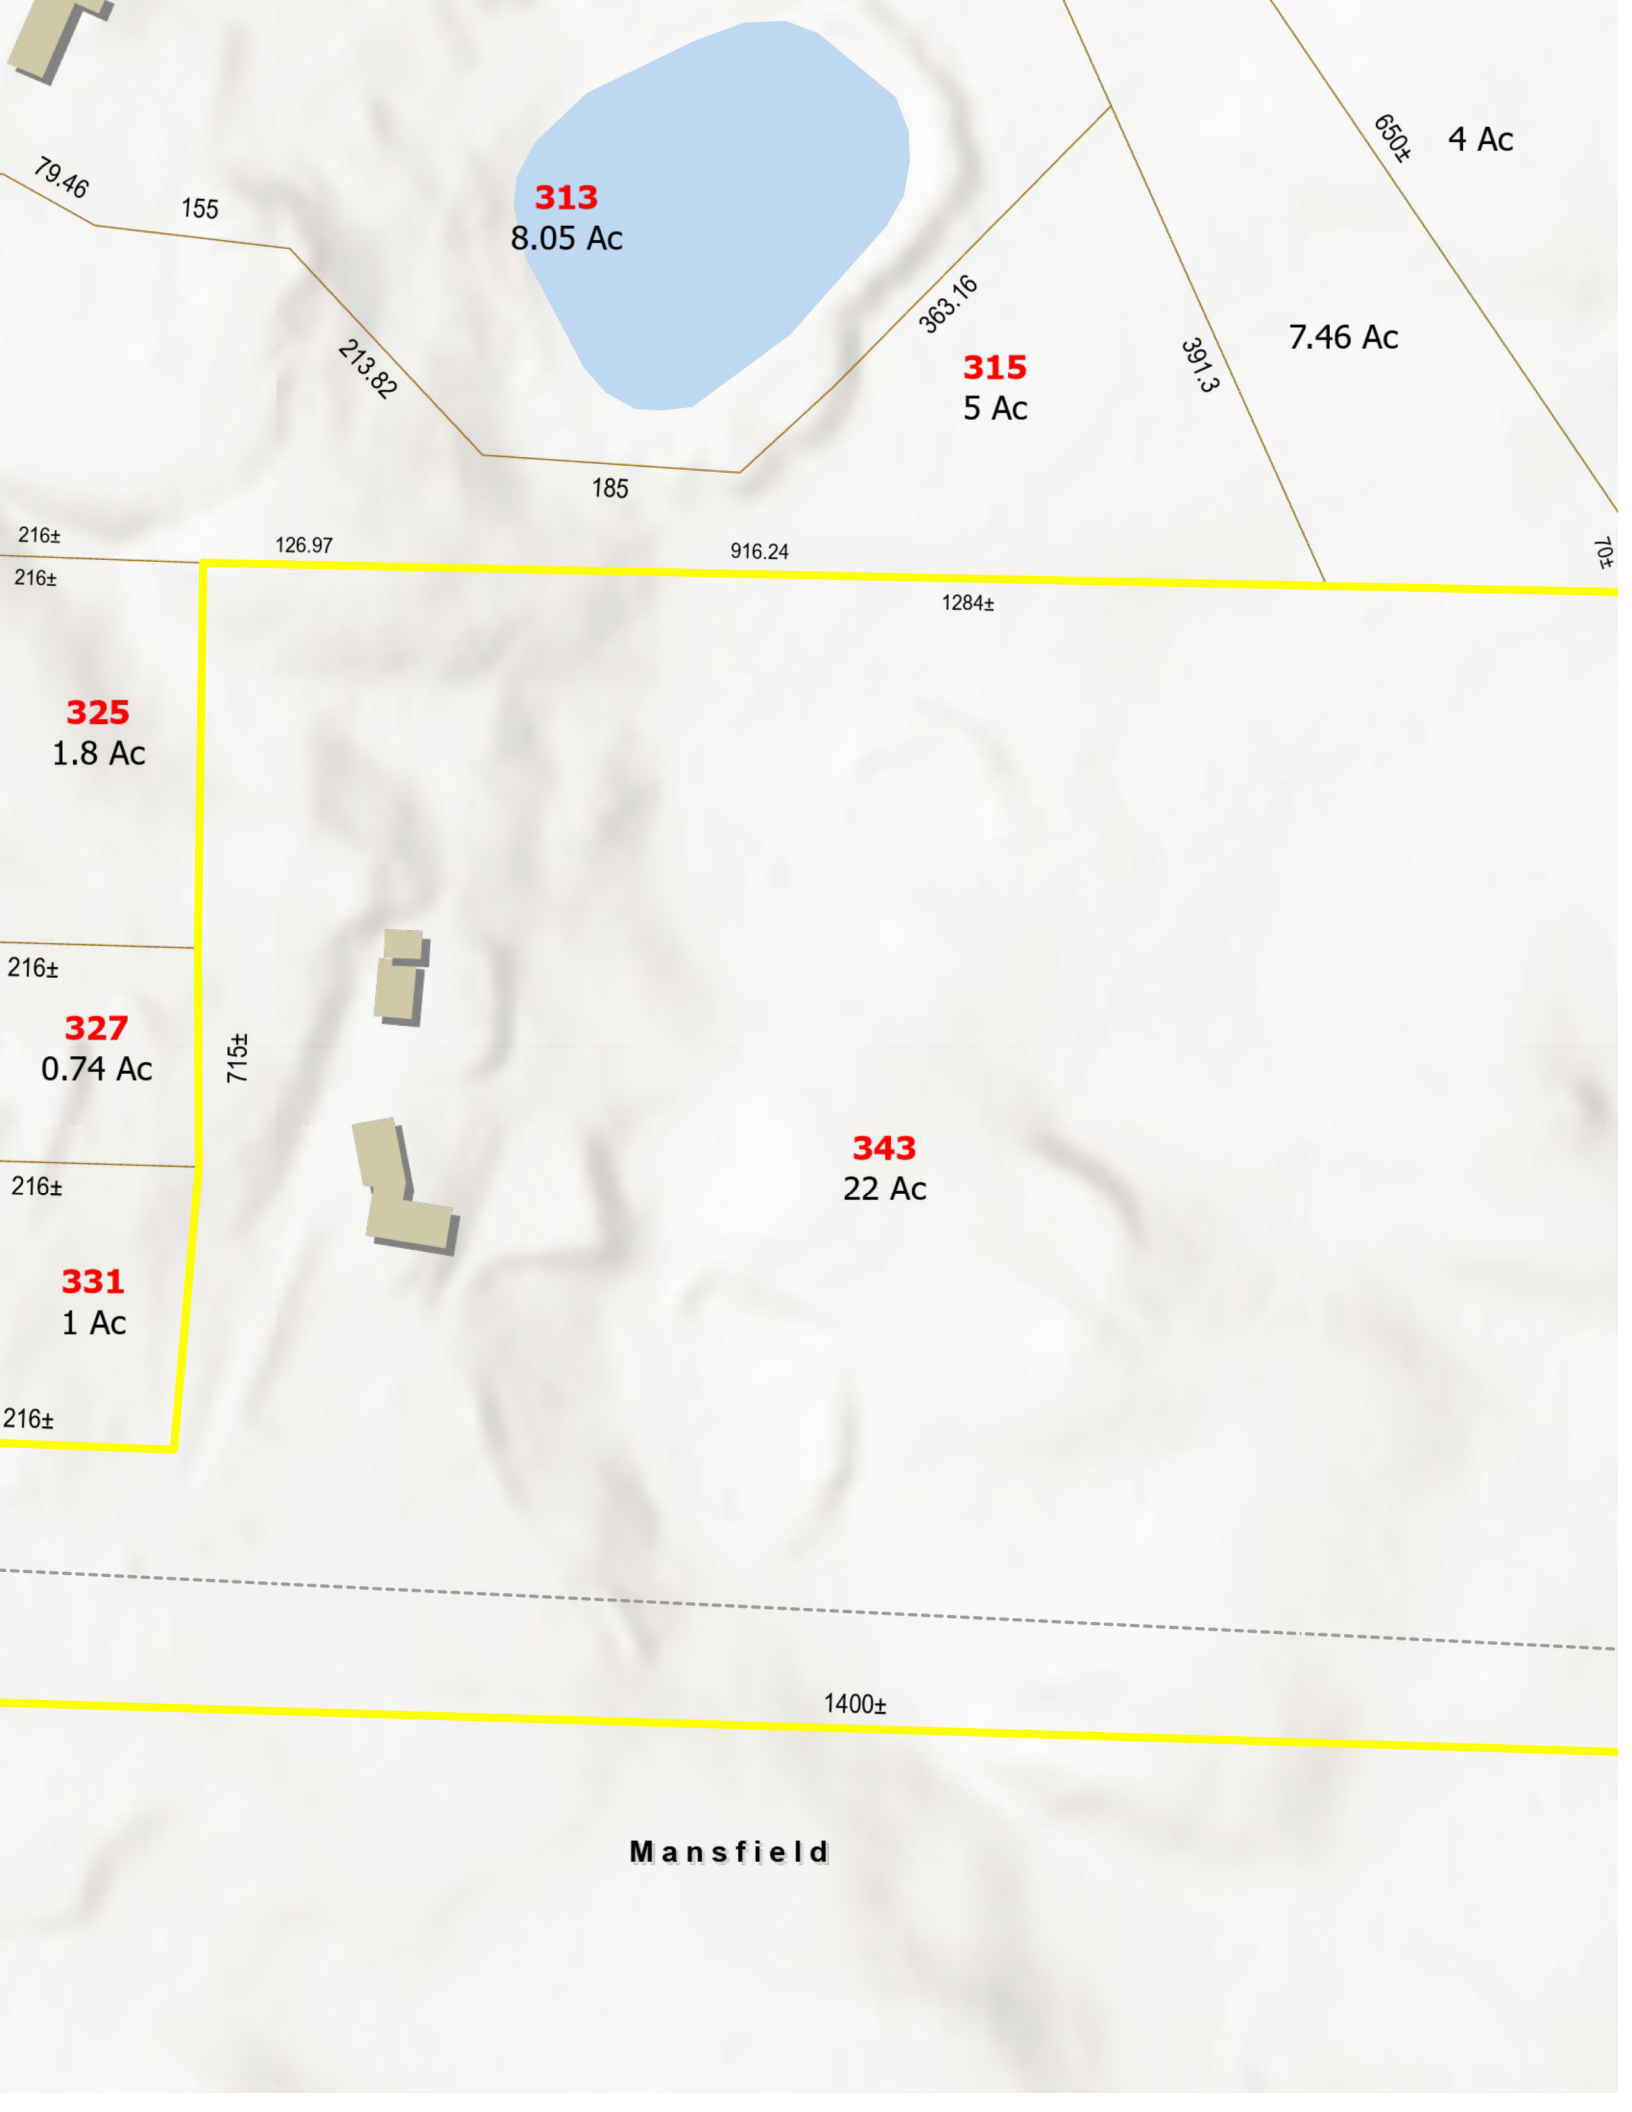 650±
4 Ac
79.46
155
313
8.05 Ac
363.16
213.82
391.3
7.46 Ac
315
5 Ac
185
216±
126.97
916.24
70±
216±
1284±
325
1.8 Ac
216±
327
0.74 Ac
715±
216±
343
22 Ac
331
1 Ac
216±
1400±
Mansfield